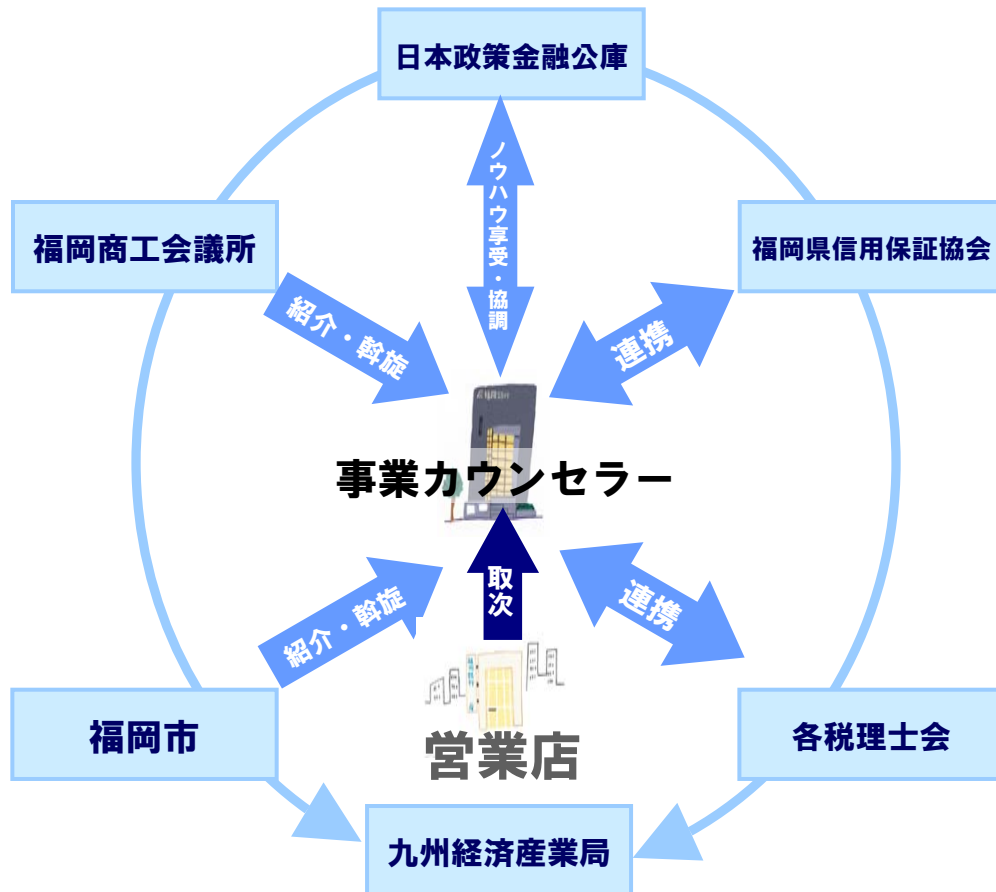 日本政策金融公庫
ノウハウ享受・協調
福岡商工会議所
福岡県信用保証協会
紹介・斡旋
連携
事業カウンセラー
取次
紹介・斡旋
連携
福岡市
営業店
各税理士会
九州経済産業局